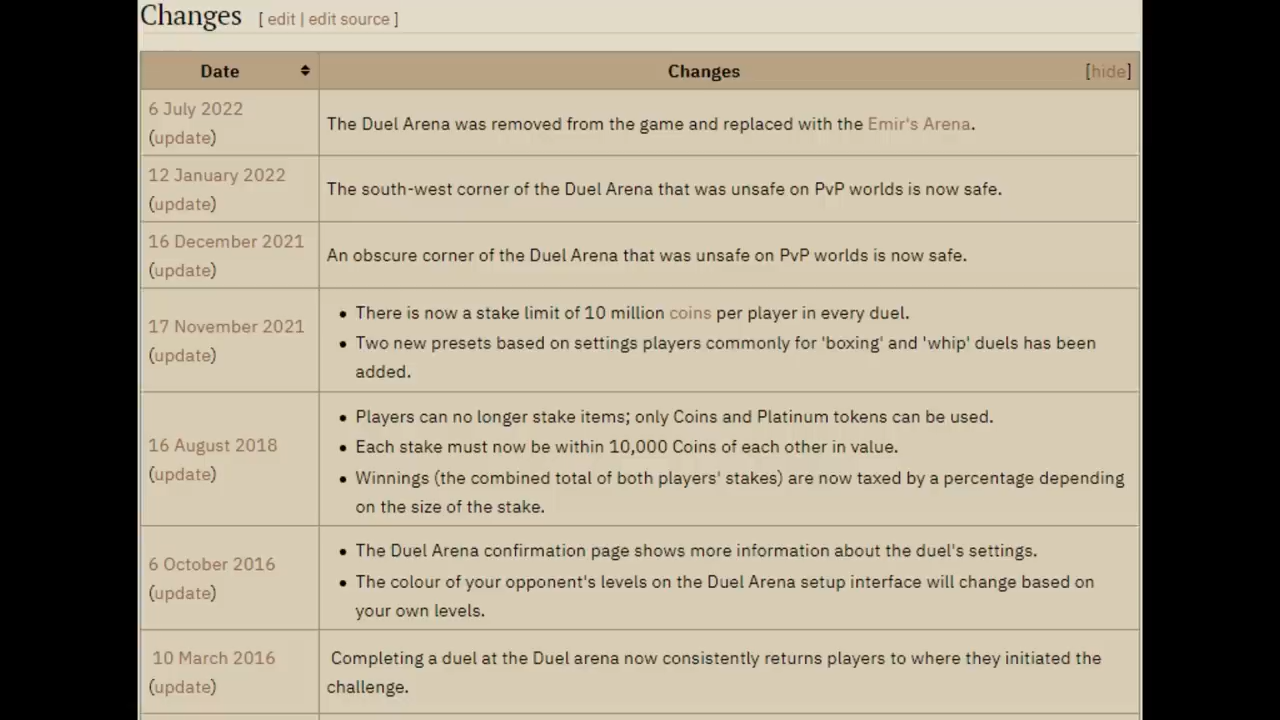 Changes [ edit | edit source ]
Date Changes [hide]
6 July 2022
(update)
The Duel Arena was removed from the game and replaced with the Emir's Arena.
12 January 2022
(update)
The south-west corner of the Duel Arena that was unsafe on PvP worlds is now safe.
16 December 2021
(update)
An obscure corner of the Duel Arena that was unsafe on PvP worlds is now safe.
17 November 2021
(update)
• There is now a stake limit of 10 million coins per player in every duel.
• Two new presets based on settings players commonly for 'boxing' and 'whip' duels has been
added.
16 August 2018
(update)
• Players can no longer stake items; only Coins and Platinum tokens can be used.
• Each stake must now be within 10,000 Coins of each other in value.
• Winnings (the combined total of both players' stakes) are now taxed by a percentage depending
on the size of the stake.
6 October 2016
(update)
• The Duel Arena confirmation page shows more information about the duel's settings.
• The colour of your opponent's levels on the Duel Arena setup interface will change based on
your own levels.
10 March 2016
(update)
Completing a duel at the Duel arena now consistently returns players to where they initiated the
challenge.